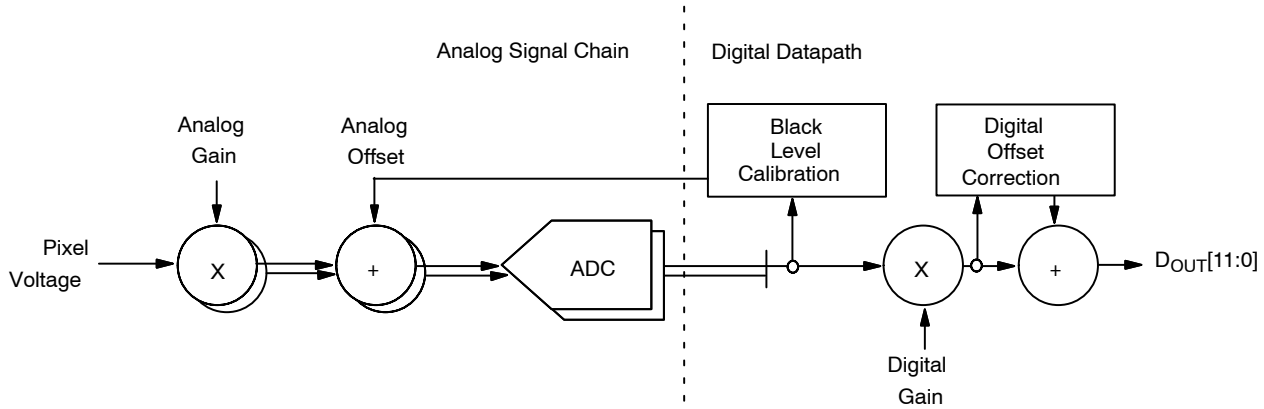 Analog Signal Chain
Digital Datapath
Analog
Gain
Analog
Offset
Black
Level
Calibration
Digital
Offset
Correction
Pixel
Voltage
X
+
ADC
X
+
DOUT[11:0]
Digital
Gain